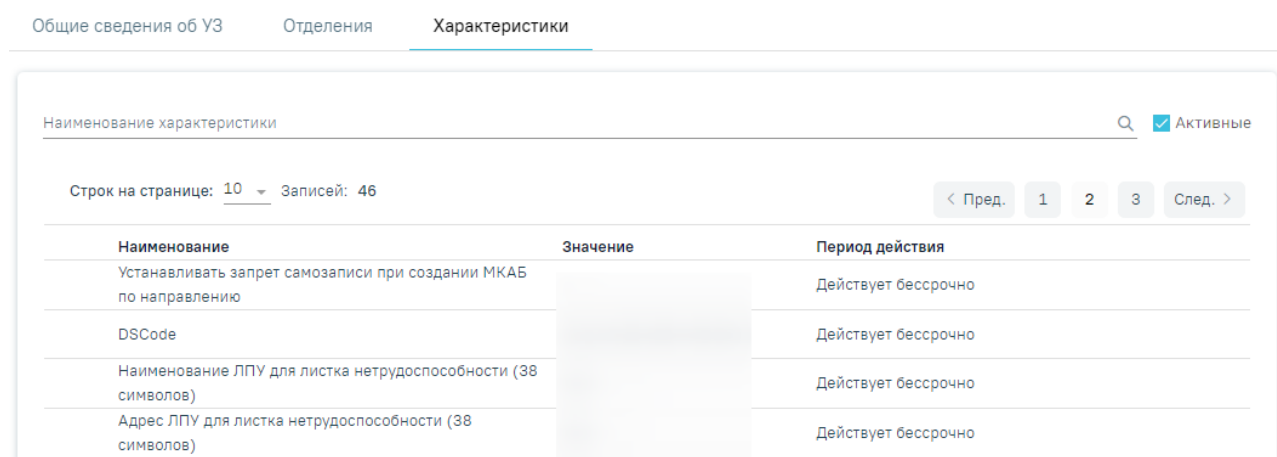 Общие сведения об УЗ Отделения Характеристики
Наименование характеристики Активные
Строк на странице: 10 Записей: 46 < Пред. 1 2 3 След. >
Наименование Значение Период действия
Устанавливать запрет самозаписи при создании МКАБ
по направлению
Действует бессрочно
DSCode Действует бессрочно
Наименование ЛПУ для листка нетрудоспособности (38
символов)
Действует бессрочно
Адрес ЛПУ для листка нетрудоспособности (38
символов)
Действует бессрочно